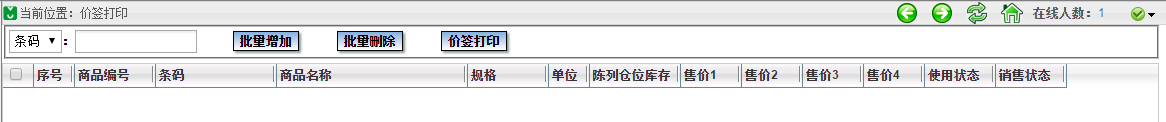 当前位置：价签打印 在线人数：1
条码 ： 批量增加 批量删除 价签打印
序号 商品编号 条码 商品名称 规格 单位 陈列仓位库存 售价1 售价2 售价3 售价4 使用状态 销售状态